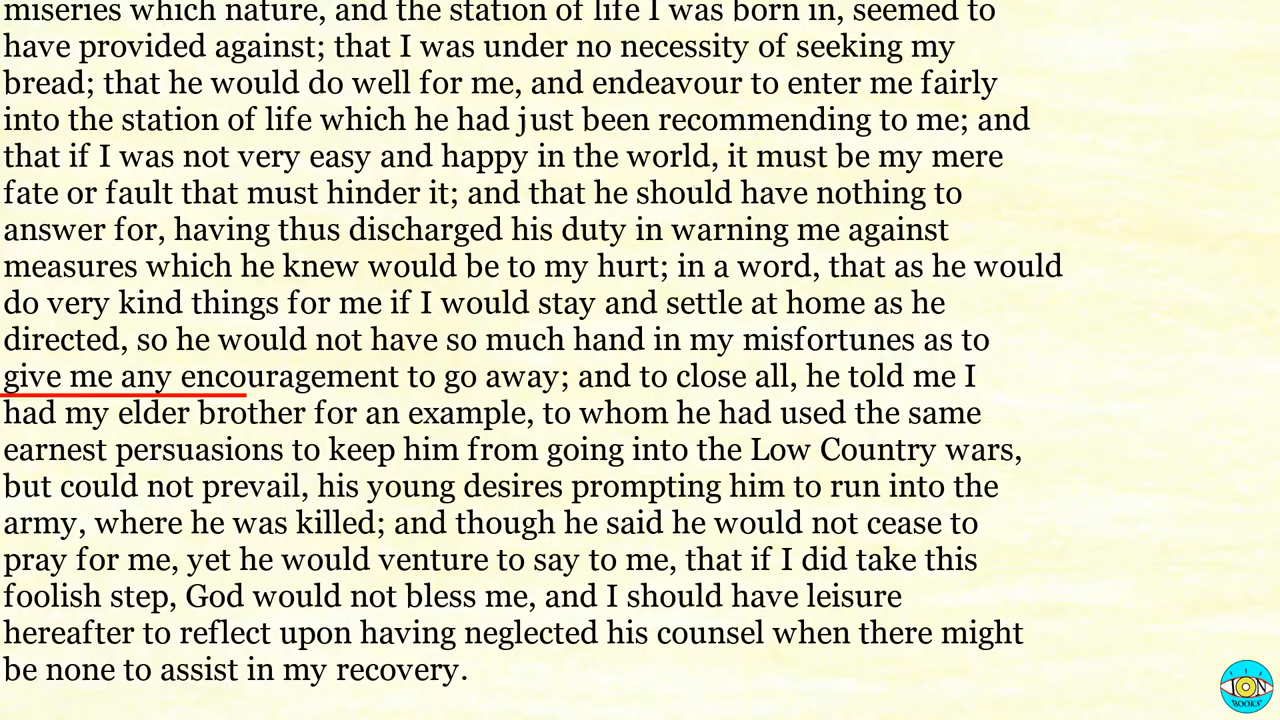 miseries which nature, and the station of life I was born in, seemed to
have provided against; that I was under no necessity of seeking my
bread; that he would do well for me, and endeavour to enter me fairly
into the station of life which he had just been recommending to me; and
that if I was not very easy and happy in the world, it must be my mere
fate or fault that must hinder it; and that he should have nothing to
answer for, having thus discharged his duty in warning me against
measures which he knew would be to my hurt; in a word, that as he would
do very kind things for me if I would stay and settle at home as he
directed, so he would not have so much hand in my misfortunes as to
give me any encouragement to go away; and to close all, he told me I
had my elder brother for an example, to whom he had used the same
earnest persuasions to keep him from going into the Low Country wars,
but could not prevail, his young desires prompting him to run into the
army, where he was killed; and though he said he would not cease to
pray for me, yet he would venture to say to me, that if I did take this
foolish step, God would not bless me, and I should have leisure
hereafter to reflect upon having neglected his counsel when there might
be none to assist in my recovery.
ION
BOOKS